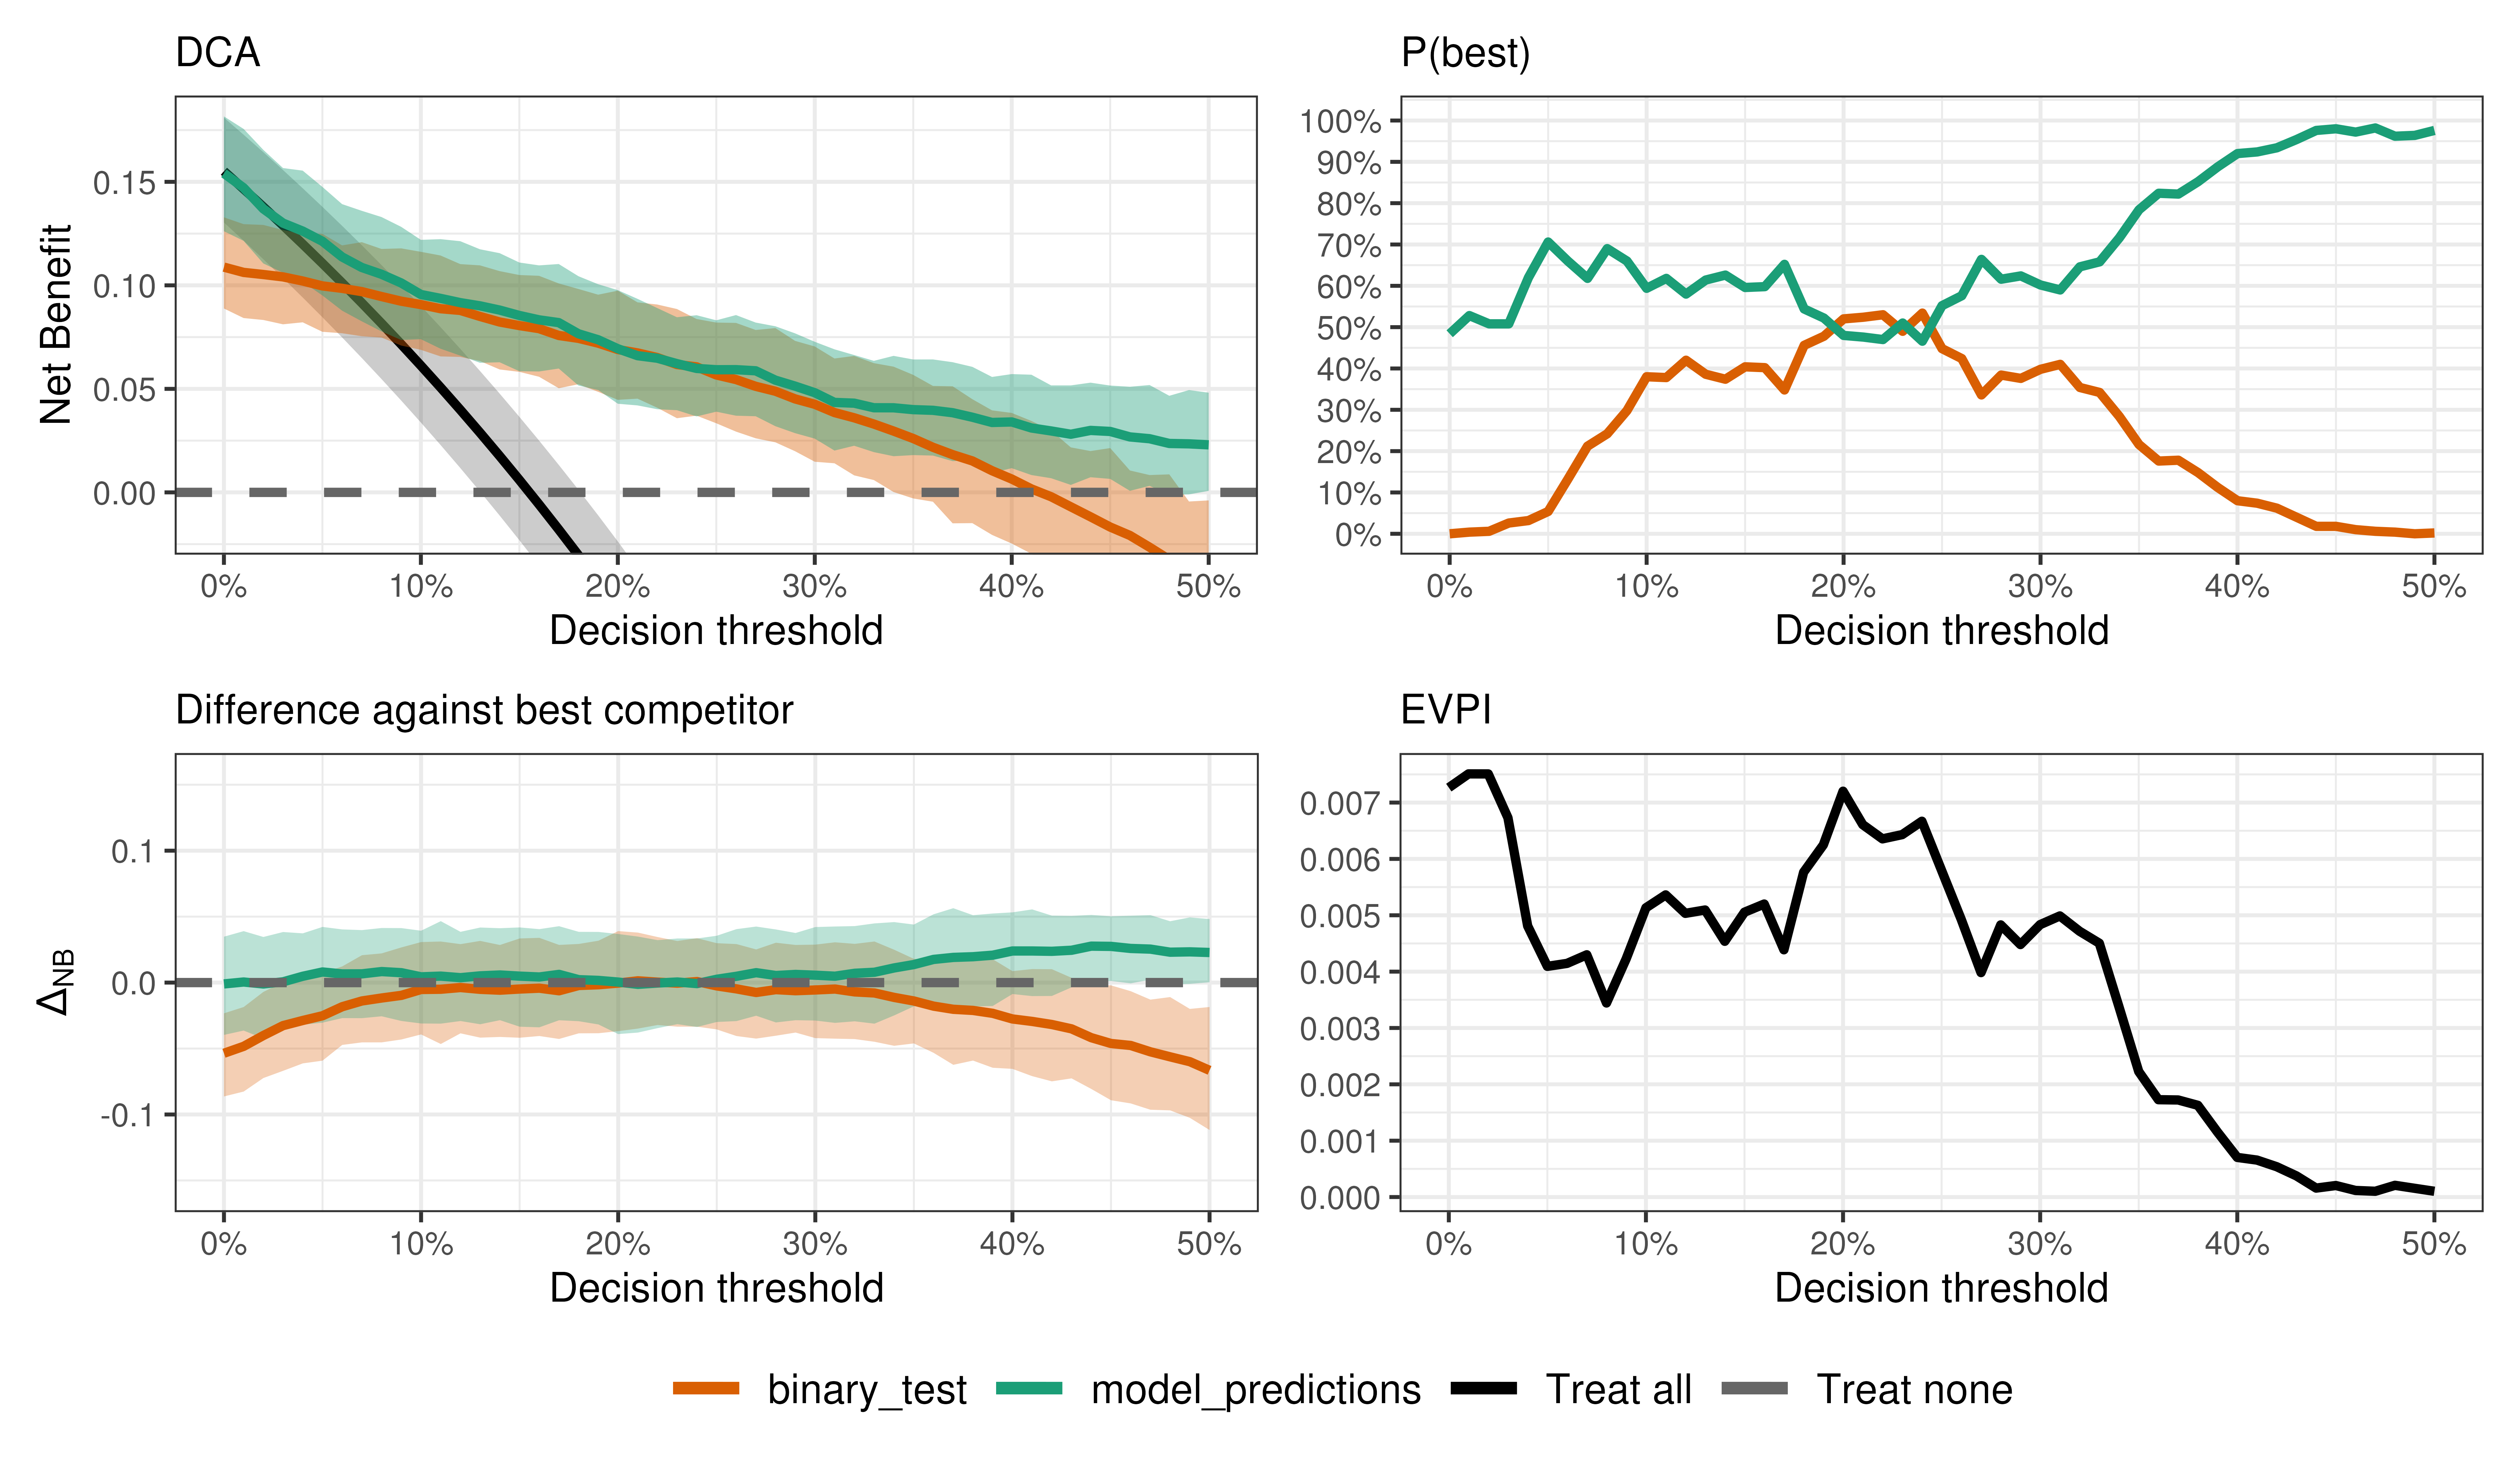 DCA
Net Benefit
0.15
0.10
0.05
0.00
0% 10% 20% 30% 40% 50%
Decision threshold
P(best)
100%
90%
80%
70%
60%
50%
40%
30%
20%
10%
0%
0% 10% 20% 30% 40% 50%
Decision threshold
Difference against best competitor
ΔNB
0.1
0.0
-0.1
0% 10% 20% 30% 40% 50%
Decision threshold
EVPI
0.007
0.006
0.005
0.004
0.003
0.002
0.001
0.000
0% 10% 20% 30% 40% 50%
Decision threshold
binary_test model_predictions Treat all Treat none